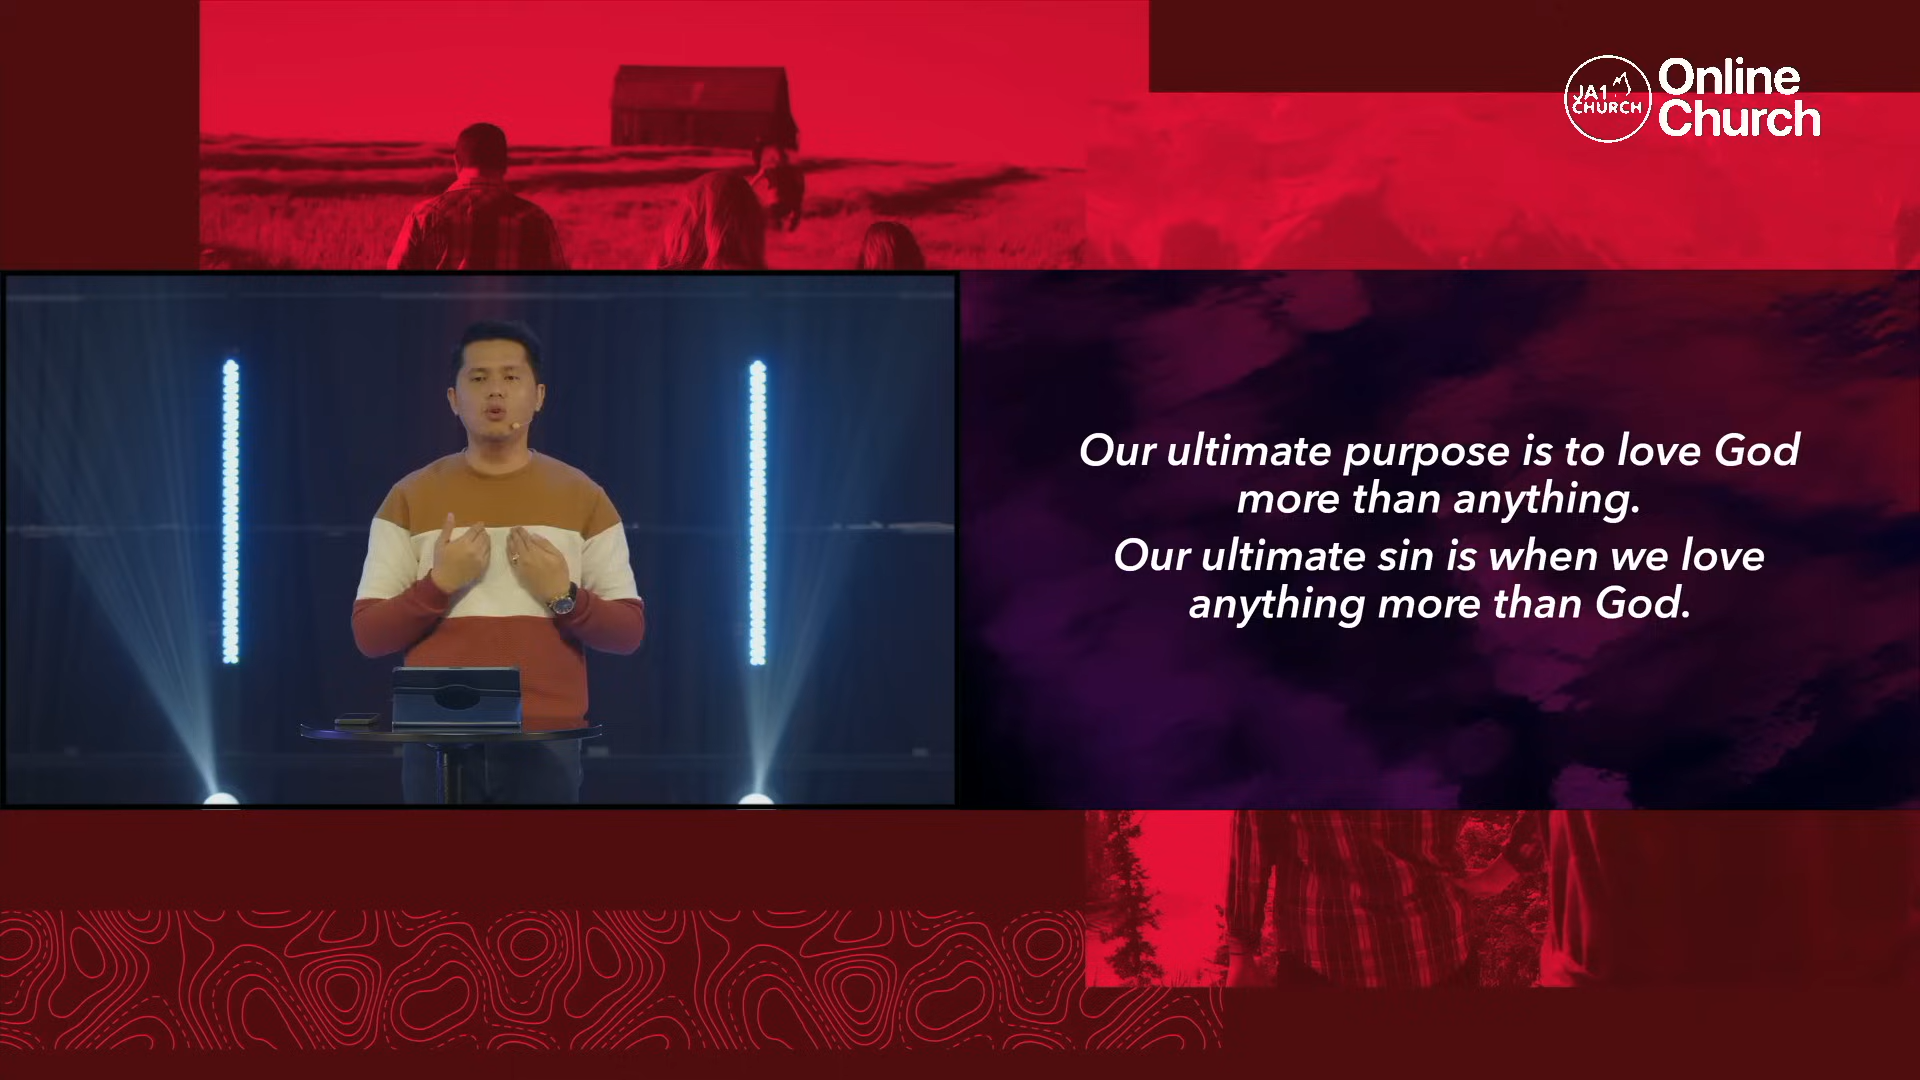 JA1
CHURCH
Online
Church
Our ultimate purpose is to love God
more than anything.
Our ultimate sin is when we love
anything more than God.